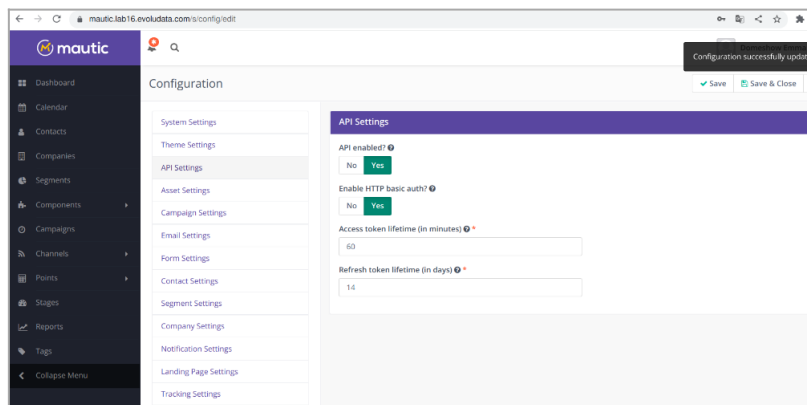 mautic.lab16.evoludata.com/s/config/edit
mautic
Configuration successfully updat
Dashboard
Configuration
Save
Save & Close
Calendar
Contacts
Companies
Segments
Components
Campaigns
Channels
Points
Stages
Reports
Tags
Collapse Menu
System Settings
Theme Settings
API Settings
Asset Settings
Campaign Settings
Email Settings
Form Settings
Contact Settings
Segment Settings
Company Settings
Notification Settings
Landing Page Settings
Tracking Settings
API Settings
API enabled?
No Yes
Enable HTTP basic auth?
No Yes
Access token lifetime (in minutes) *
60
Refresh token lifetime (in days) *
14